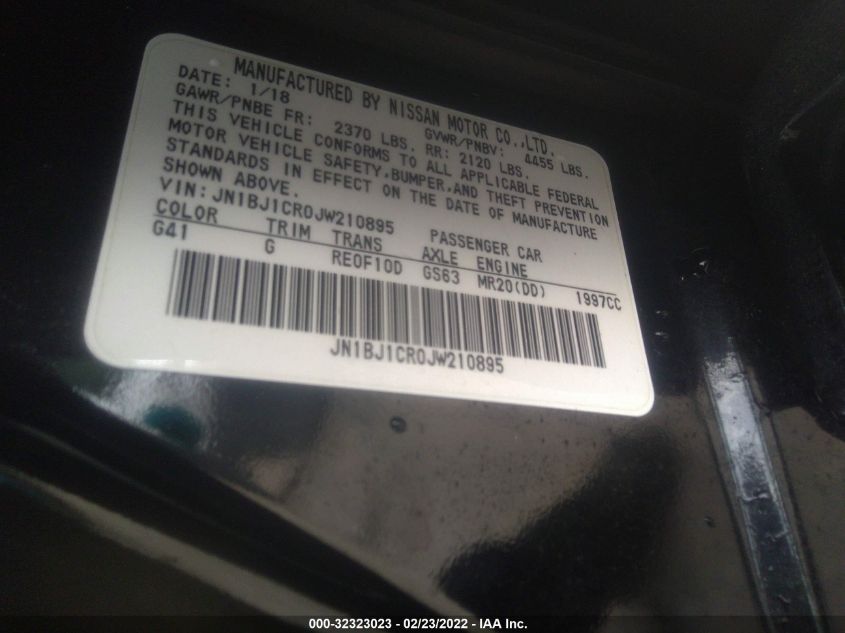 MANUFACTURED BY NISSAN MOTOR CO.,LTD.
DATE: 1/18 GVWR/PNBV: 4455 LBS.
GAWR/PNBE FR: 2370 LBS. RR: 2120 LBS.
THIS VEHICLE CONFORMS TO ALL APPLICABLE FEDERAL
MOTOR VEHICLE SAFETY,BUMPER,AND THEFT PREVENTION
STANDARDS IN EFFECT ON THE DATE OF MANUFACTURE
SHOWN ABOVE.
VIN: JN1BJ1CR0JW210895 PASSENGER CAR
COLOR TRIM TRANS AXLE ENGINE
G41 G RE0F10D GS63 MR20(DD) 1997CC
JN1BJ1CR0JW210895
000-32323023 - 02/23/2022 - IAA Inc.